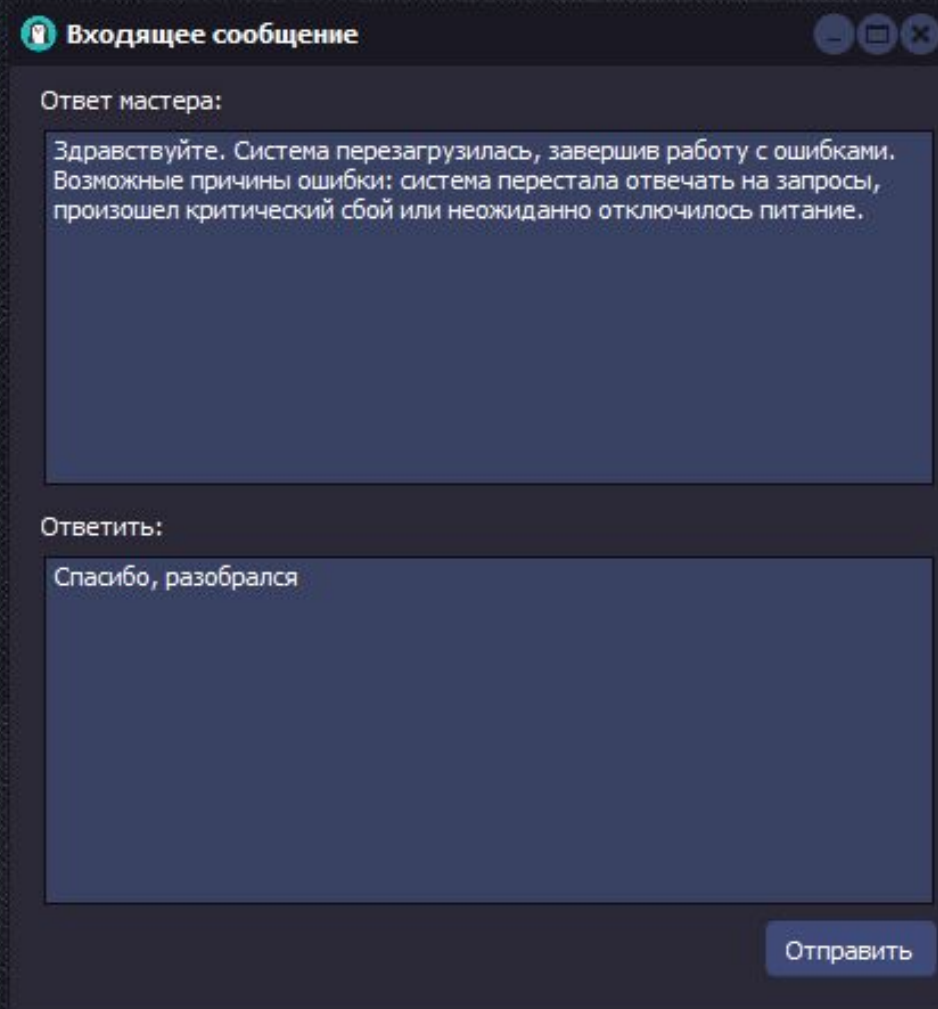 Входящее сообщение
Ответ мастера:
Здравствуйте. Система перезагрузилась, завершив работу с ошибками.
Возможные причины ошибки: система перестала отвечать на запросы,
произошел критический сбой или неожиданно отключилось питание.
Ответить:
Спасибо, разобрался
Отправить